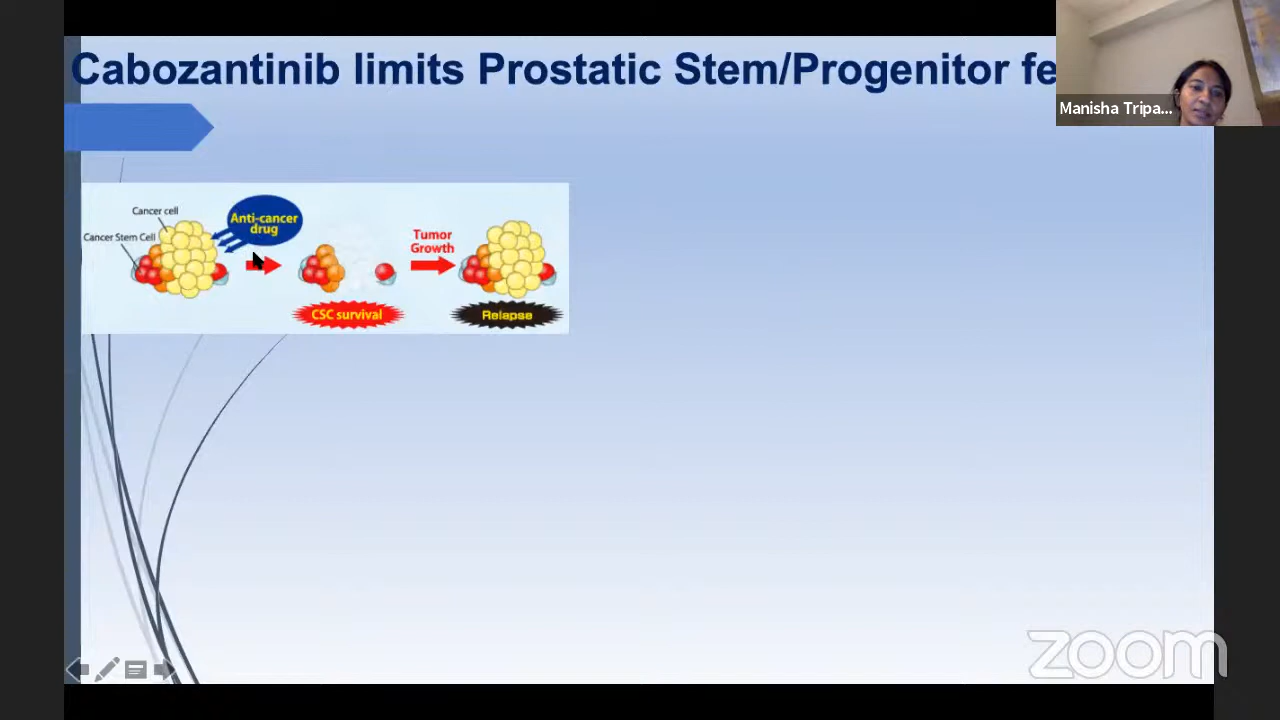 Cabozantinib limits Prostatic Stem/Progenitor fe
Manisha Tripa...
Cancer cell
Cancer Stem Cell
Anti-cancer
drug
Tumor
Growth
CSC survival
Relapse
zoom